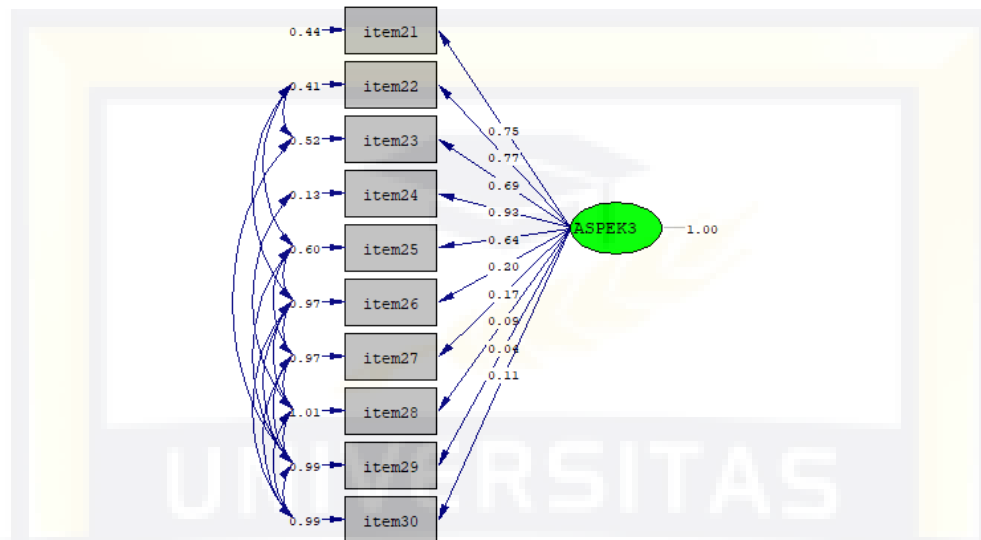 0.44 item21
0.41 item22
0.52 item23
0.13 item24
0.60 item25
0.97 item26
0.97 item27
1.01 item28
0.99 item29
0.99 item30
0.75
0.77
0.69
0.93
0.64
0.20
0.17
0.09
0.04
0.11
ASPEK3 1.00
UNIVERSITAS